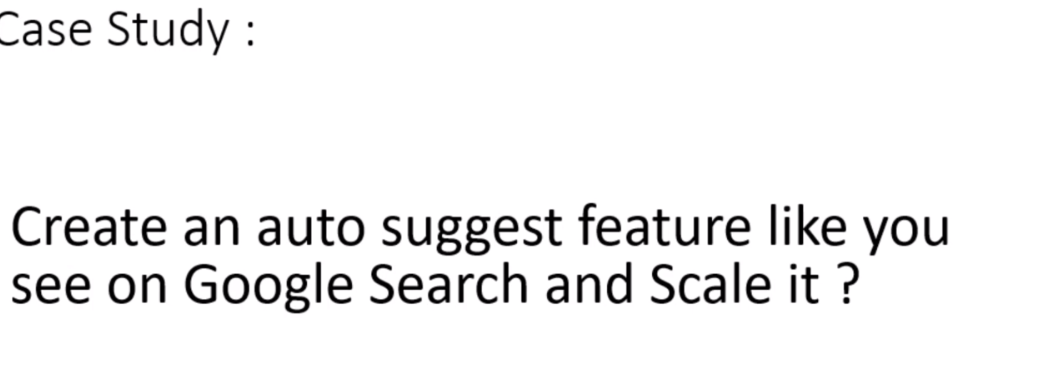 Case Study :
Create an auto suggest feature like you
see on Google Search and Scale it ?